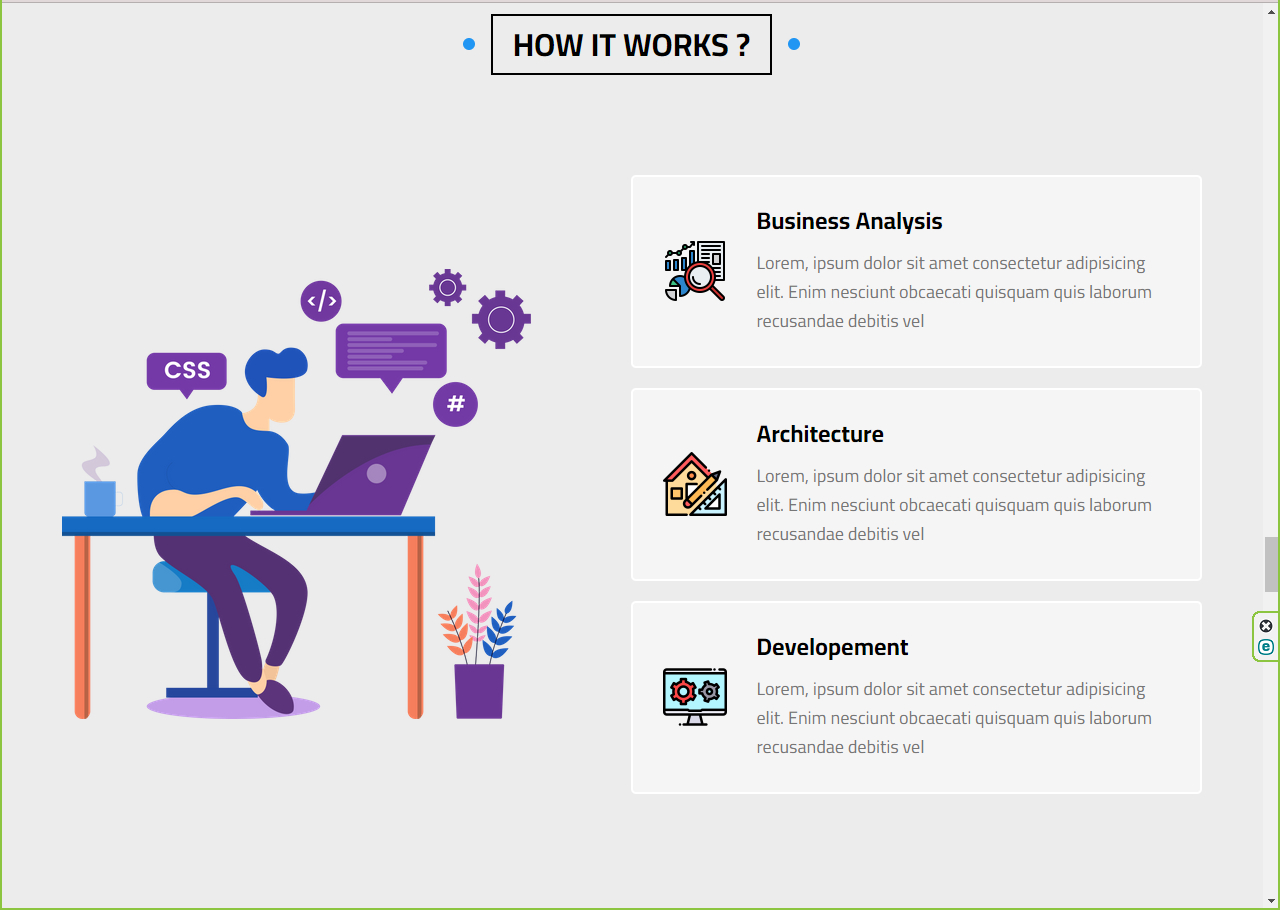 HOW IT WORKS ?
Business Analysis
Lorem, ipsum dolor sit amet consectetur adipisicing
elit. Enim nesciunt obcaecati quisquam quis laborum
recusandae debitis vel
</>
CSS
#
Architecture
Lorem, ipsum dolor sit amet consectetur adipisicing
elit. Enim nesciunt obcaecati quisquam quis laborum
recusandae debitis vel
Developement
Lorem, ipsum dolor sit amet consectetur adipisicing
elit. Enim nesciunt obcaecati quisquam quis laborum
recusandae debitis vel
e